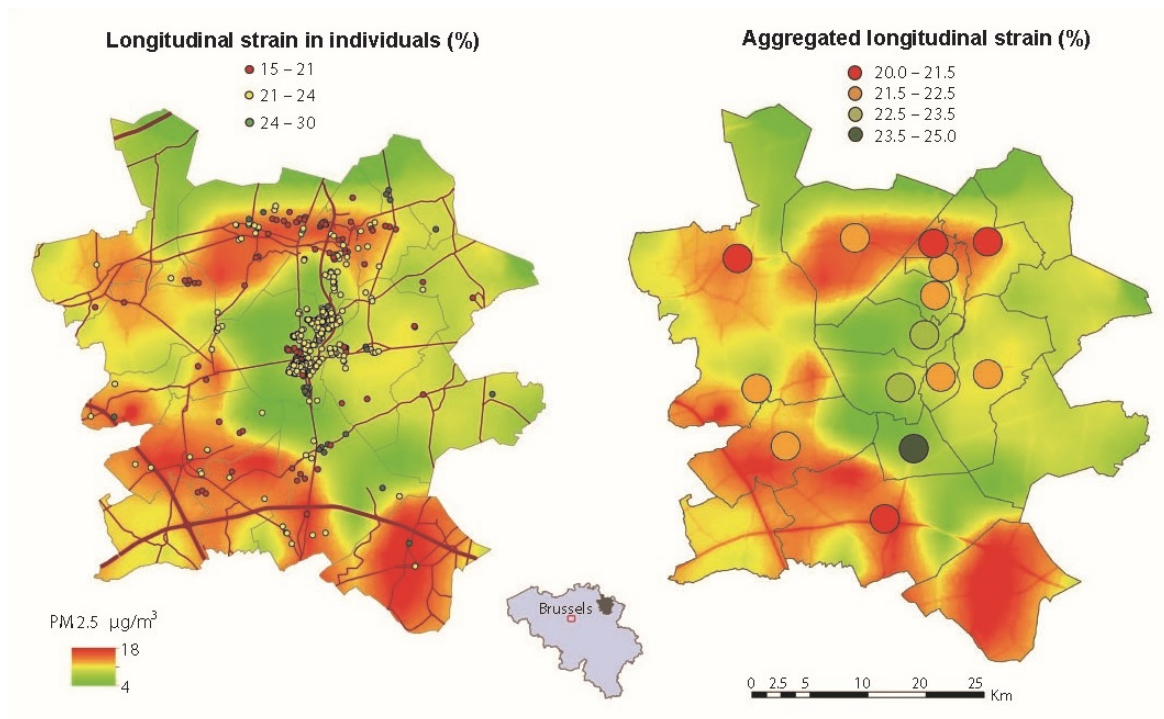 Longitudinal strain in individuals (%)
15 – 21
21 – 24
24 – 30
Aggregated longitudinal strain (%)
20.0 – 21.5
21.5 – 22.5
22.5 – 23.5
23.5 – 25.0
PM 2.5 µg/m³
18
4
Brussels
0 2.5 5 10 20 25
Km